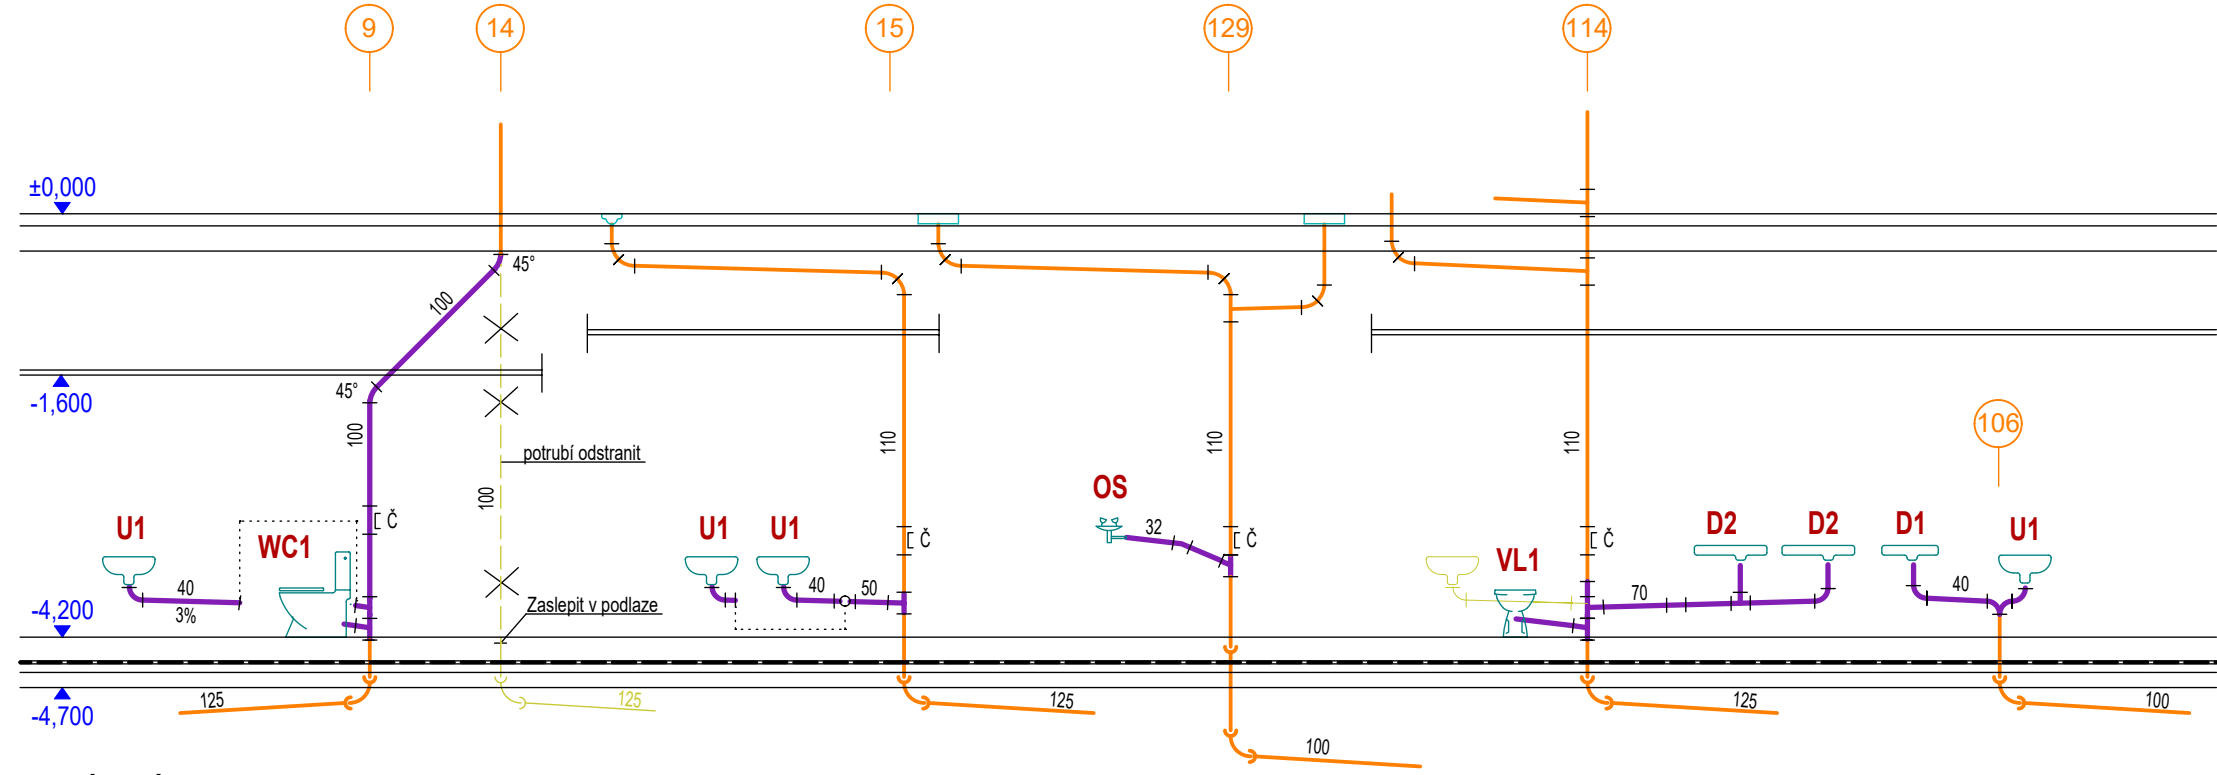 9
14
15
129
114
±0,000
45°
100
45°
-1,600
106
100
110
110
110
potrubí odstranit
100
OS
U1
WC1
Č
U1
U1
Č
32
Č
VL1
Č
D2
D2
D1
U1
40
3%
40
50
70
40
-4,200
Zaslepit v podlaze
125
125
125
125
100
-4,700
100